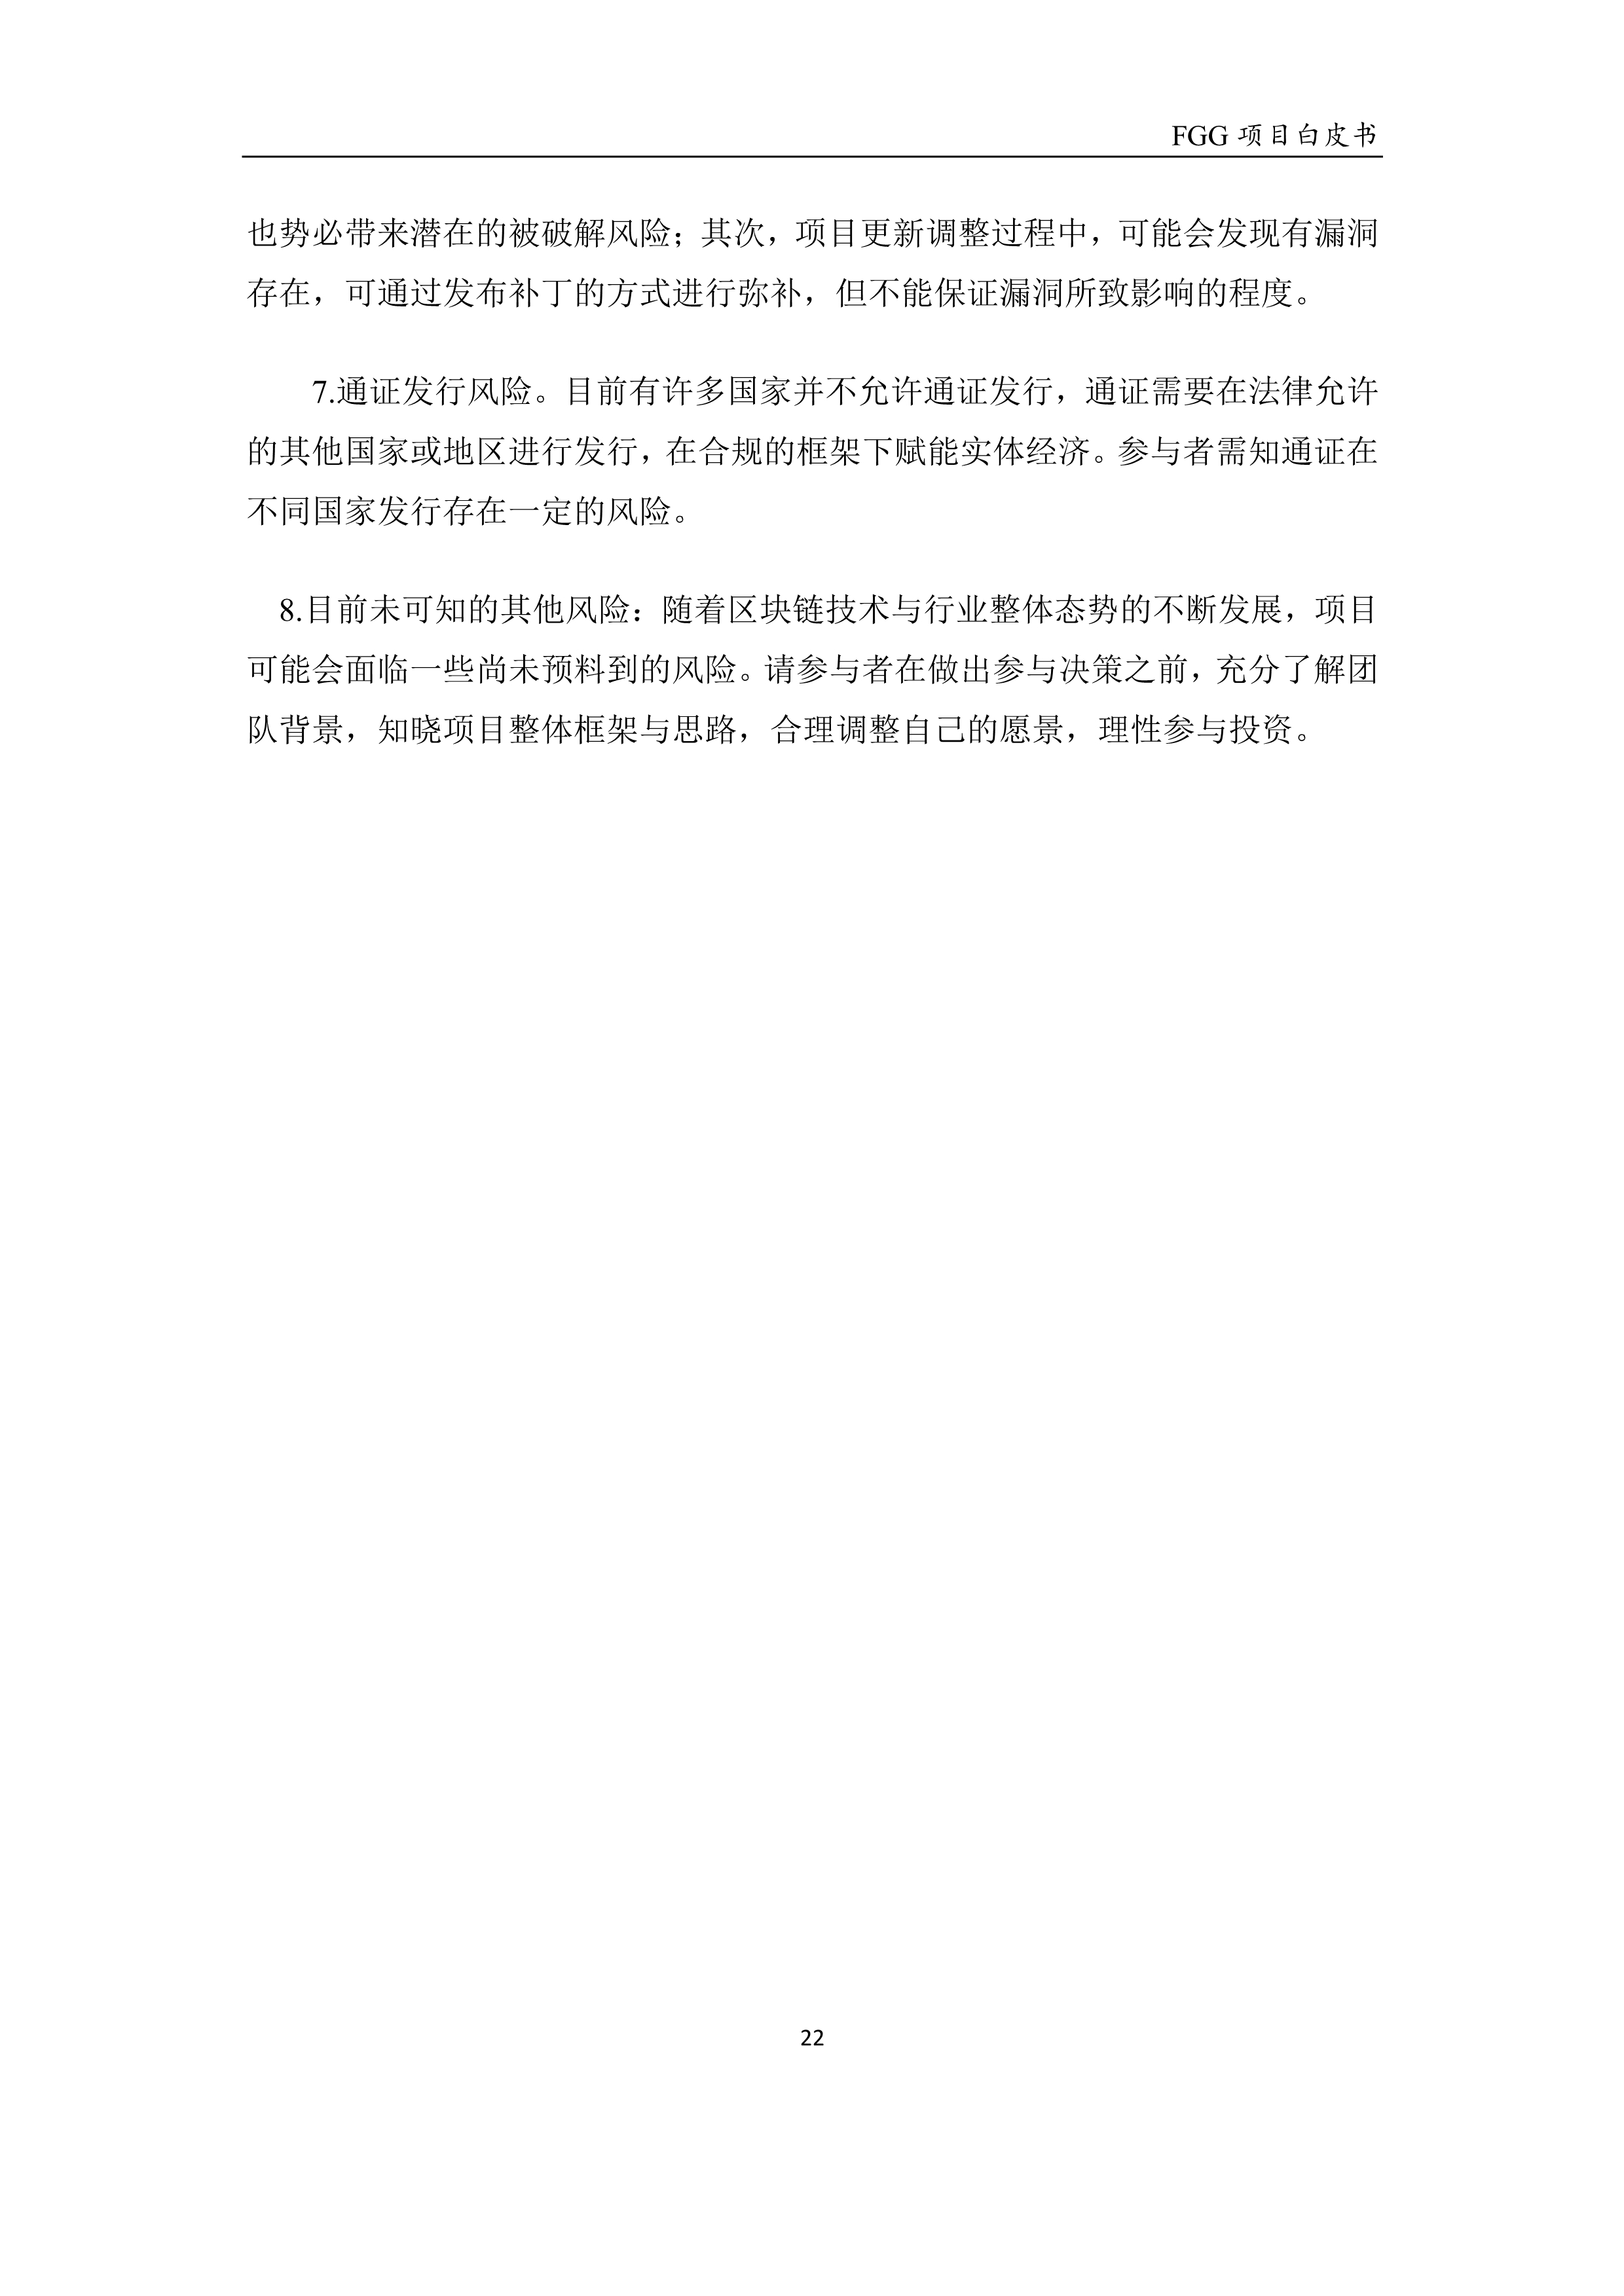 FGG 项目白皮书
也势必带来潜在的被破解风险；其次，项目更新调整过程中，可能会发现有漏洞
存在，可通过发布补丁的方式进行弥补，但不能保证漏洞所致影响的程度。
7.通证发行风险。目前有许多国家并不允许通证发行，通证需要在法律允许
的其他国家或地区进行发行，在合规的框架下赋能实体经济。参与者需知通证在
不同国家发行存在一定的风险。
8.目前未可知的其他风险：随着区块链技术与行业整体态势的不断发展，项目
可能会面临一些尚未预料到的风险。请参与者在做出参与决策之前，充分了解团
队背景，知晓项目整体框架与思路，合理调整自己的愿景，理性参与投资。
22